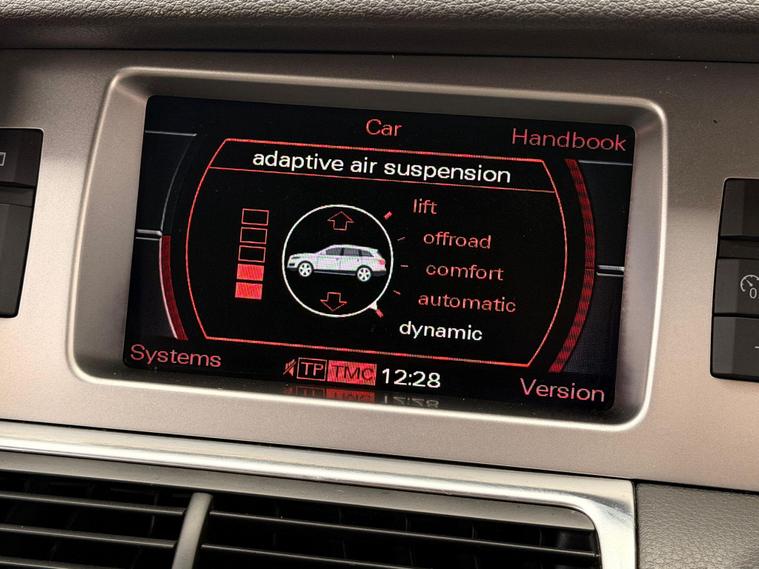 Car
Handbook
adaptive air suspension
lift
offroad
comfort
automatic
dynamic
Systems
TP TMC 12:28
Version